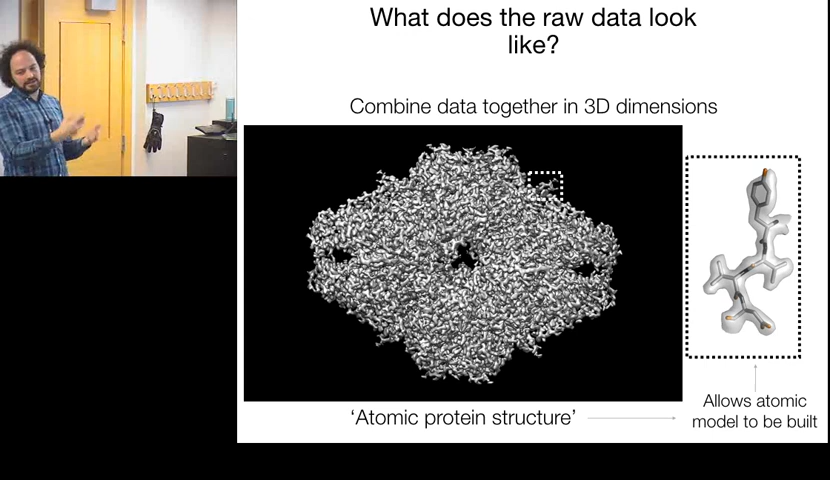 What does the raw data look
like?
Combine data together in 3D dimensions
‘Atomic protein structure’
Allows atomic
model to be built